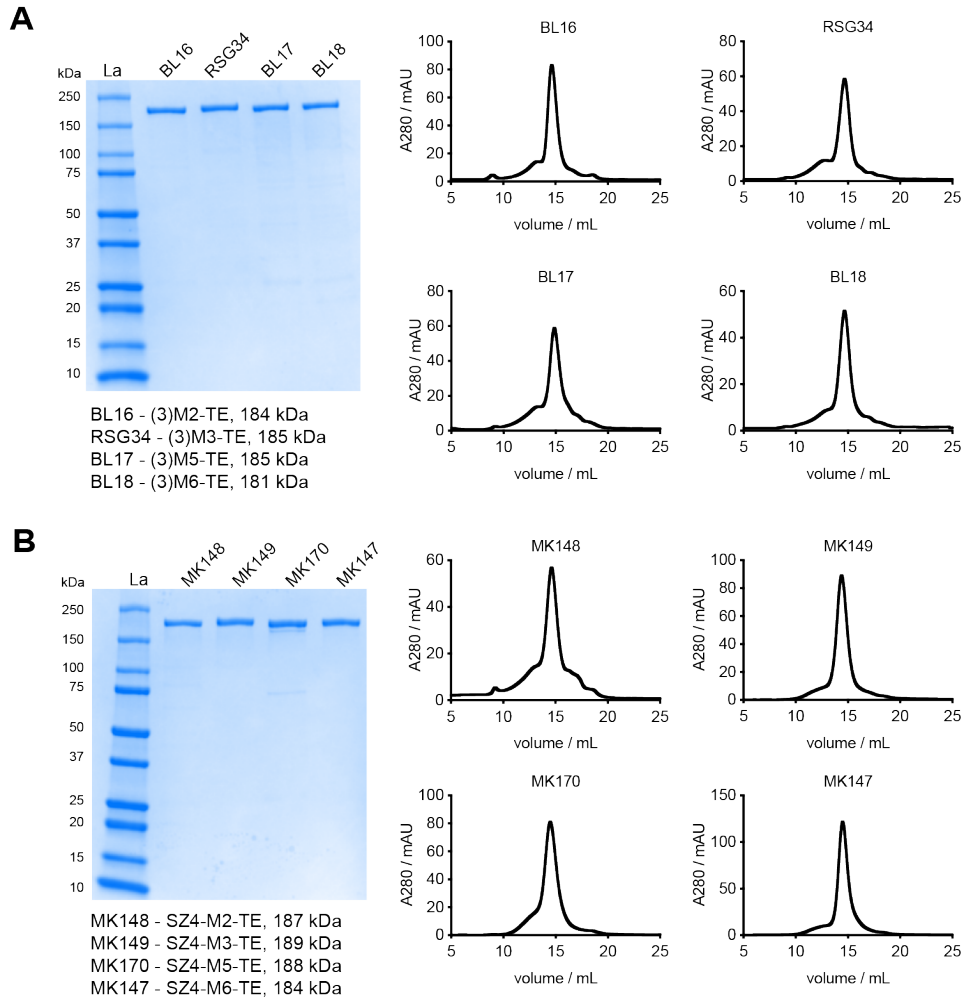 A
kDa La BL16 RSG34 BL17 BL18
250
150
100
75
50
37
25
20
15
10
BL16 - (3)M2-TE, 184 kDa
RSG34 - (3)M3-TE, 185 kDa
BL17 - (3)M5-TE, 185 kDa
BL18 - (3)M6-TE, 181 kDa
BL16
A280 / mAU
100
80
60
40
20
0
5 10 15 20 25
volume / mL
RSG34
A280 / mAU
80
60
40
20
0
5 10 15 20 25
volume / mL
BL17
A280 / mAU
80
60
40
20
0
5 10 15 20 25
volume / mL
BL18
A280 / mAU
60
40
20
0
5 10 15 20 25
volume / mL
B
kDa La MK148 MK149 MK170 MK147
250
150
100
75
50
37
25
20
15
10
MK148 - SZ4-M2-TE, 187 kDa
MK149 - SZ4-M3-TE, 189 kDa
MK170 - SZ4-M5-TE, 188 kDa
MK147 - SZ4-M6-TE, 184 kDa
MK148
A280 / mAU
60
40
20
0
5 10 15 20 25
volume / mL
MK149
A280 / mAU
100
80
60
40
20
0
5 10 15 20 25
volume / mL
MK170
A280 / mAU
100
80
60
40
20
0
5 10 15 20 25
volume / mL
MK147
A280 / mAU
150
100
50
0
5 10 15 20 25
volume / mL